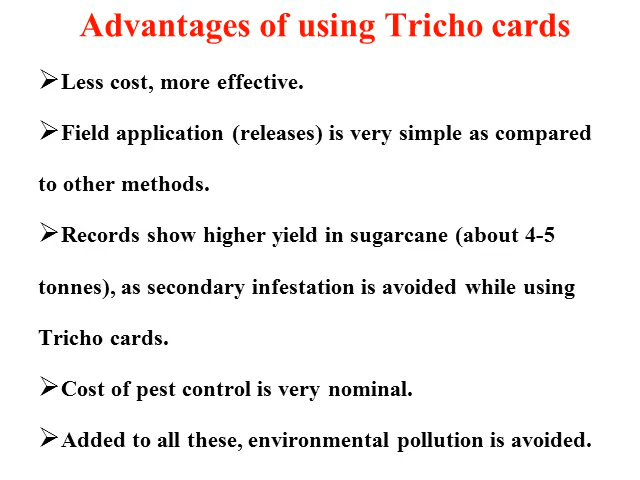 Advantages of using Tricho cards
➢Less cost, more effective.
➢Field application (releases) is very simple as compared
to other methods.
➢Records show higher yield in sugarcane (about 4-5
tonnes), as secondary infestation is avoided while using
Tricho cards.
➢Cost of pest control is very nominal.
➢Added to all these, environmental pollution is avoided.